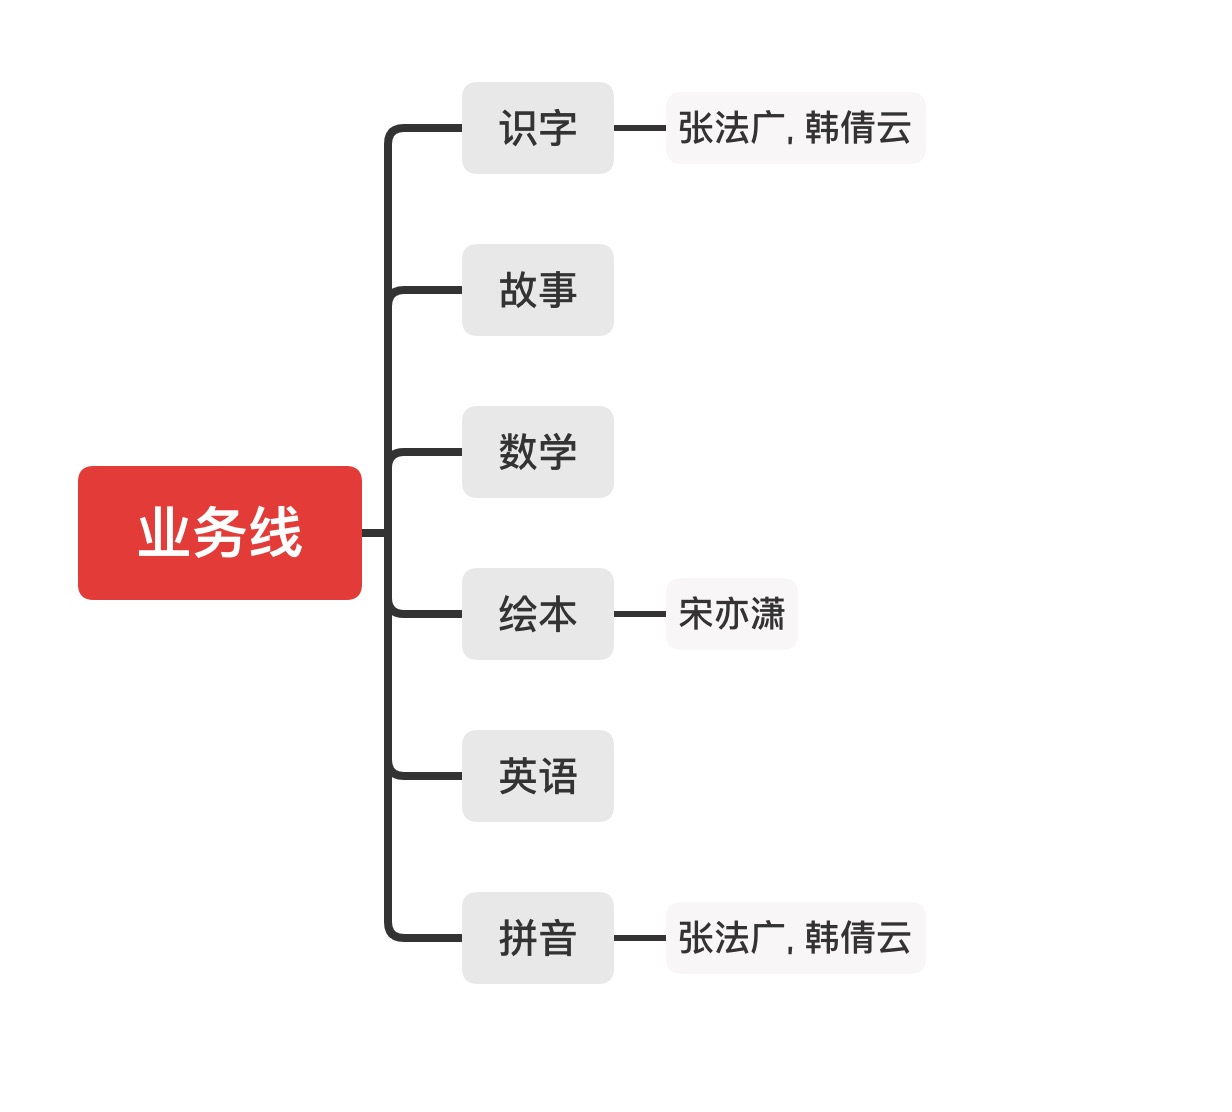 识字
张法广, 韩倩云
故事
数学
业务线
绘本
宋亦潇
英语
拼音
张法广, 韩倩云